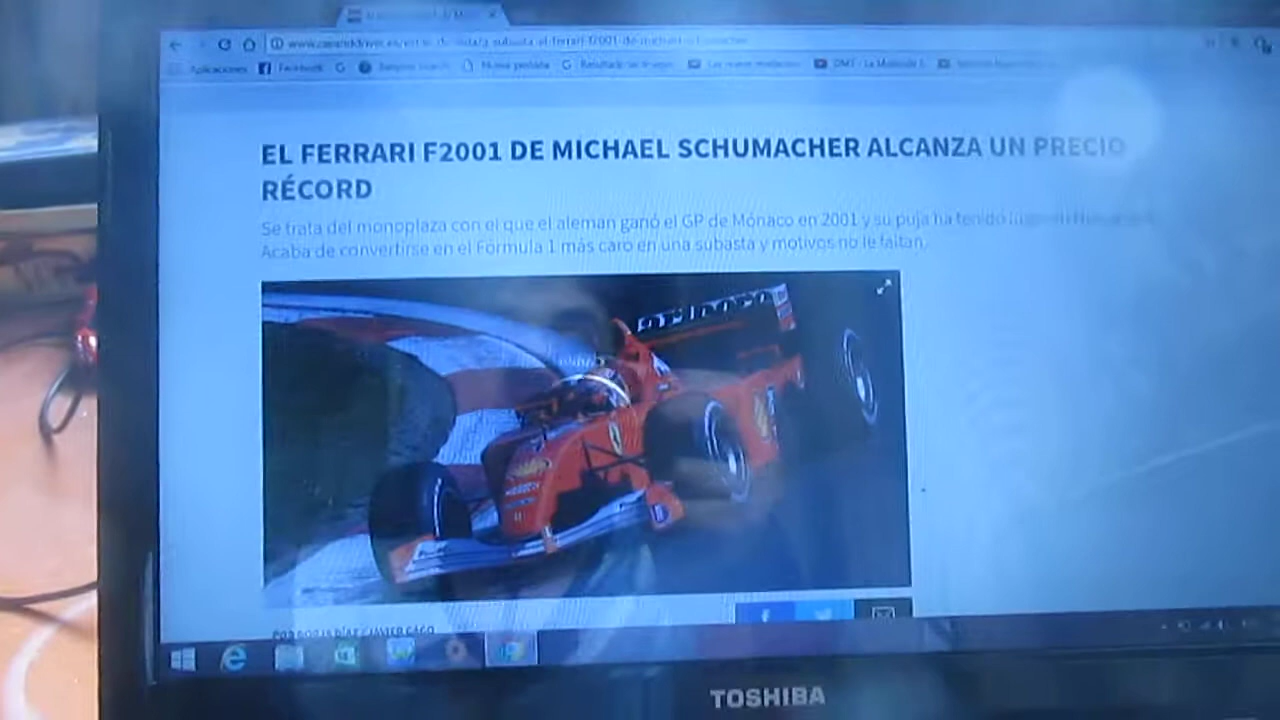 Aplicaciones Facebook G Nueva pestaña G
EL FERRARI F2001 DE MICHAEL SCHUMACHER ALCANZA UN PRECIO
RÉCORD
Se trata del monoplaza con el que el aleman ganó el GP de Mónaco en 2001 y su puja ha tenido
Acaba de convertirse en el Fórmula 1 más caro en una subasta y motivos no le faltan.
TOSHIBA